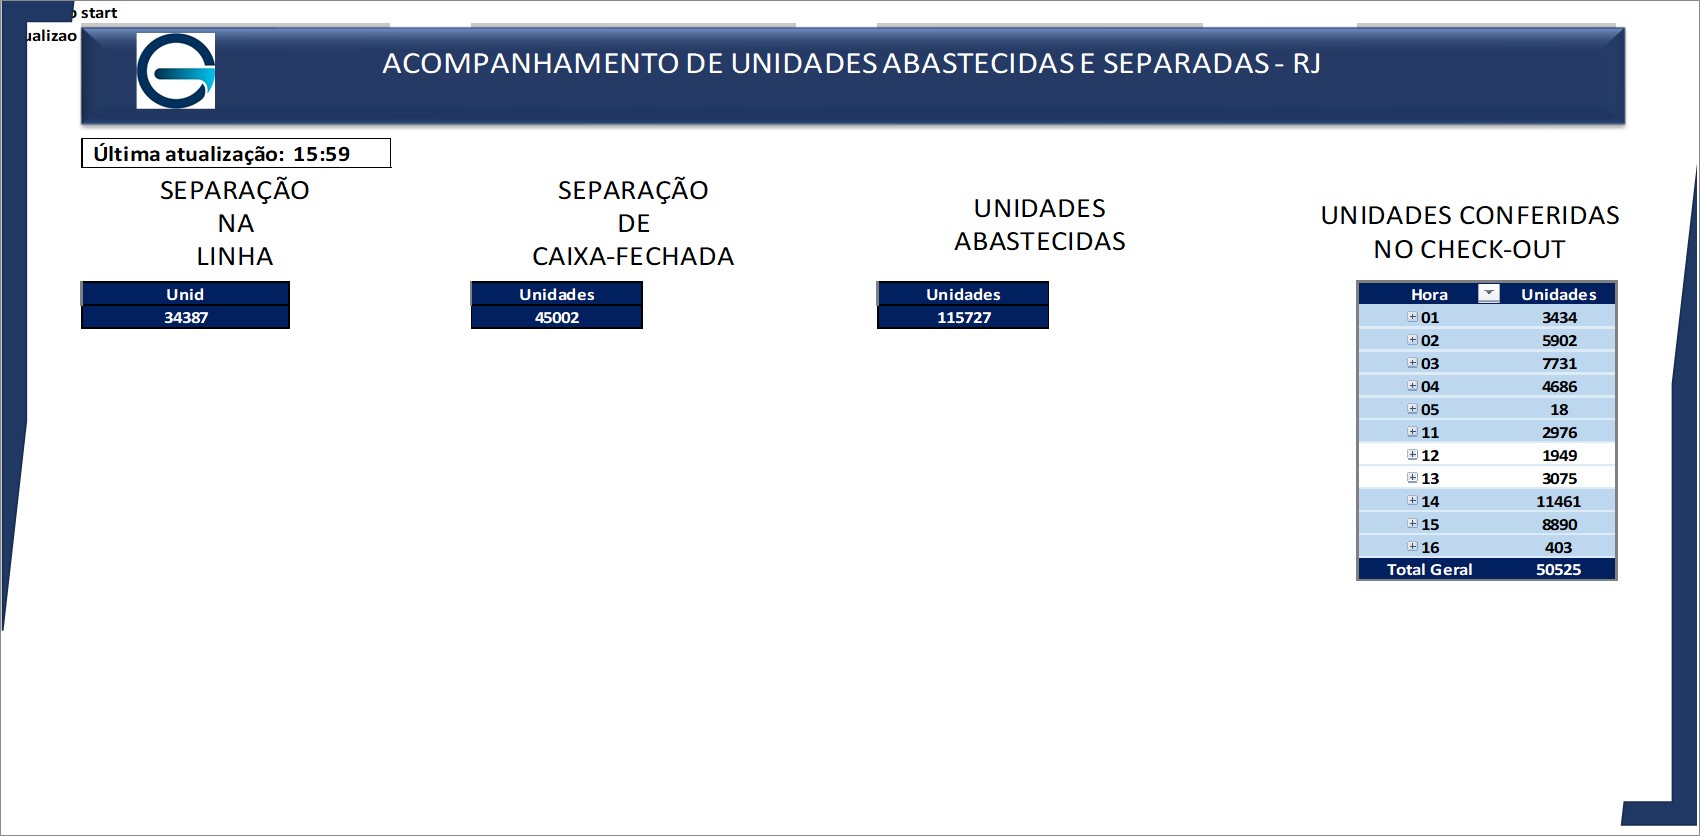 start
ualizao
ACOMPANHAMENTO DE UNIDADES ABASTECIDAS E SEPARADAS - RJ
Última atualização: 15:59
SEPARAÇÃO
NA
LINHA
Unid
34387
SEPARAÇÃO
DE
CAIXA-FECHADA
Unidades
45002
UNIDADES
ABASTECIDAS
Unidades
115727
UNIDADES CONFERIDAS
NO CHECK-OUT
Hora Unidades
01 3434
02 5902
03 7731
04 4686
05 18
11 2976
12 1949
13 3075
14 11461
15 8890
16 403
Total Geral 50525